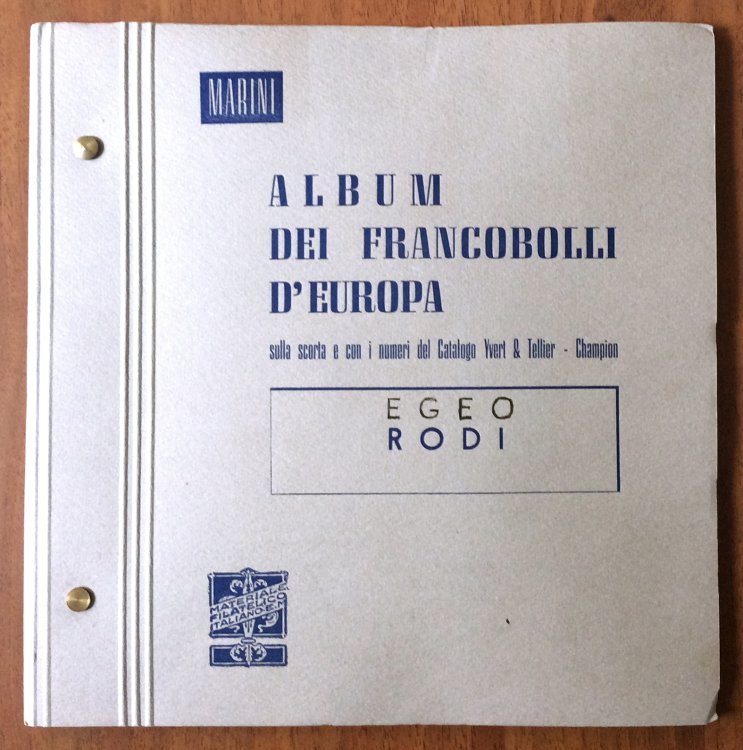 MARINI
ALBUM
DEI FRANCOBOLLI
D'EUROPA
sulla scorta e con i numeri del Catalogo Yvert & Tellier - Champion
EGEO
RODI
MATERIALE
FILATELICO
ITALIANO.E.M